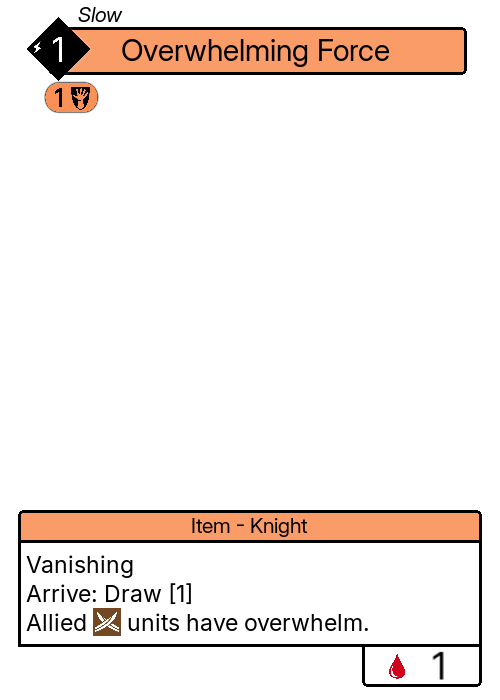 Slow
1 Overwhelming Force
1
Item - Knight
Vanishing
Arrive: Draw [1]
Allied units have overwhelm.
1